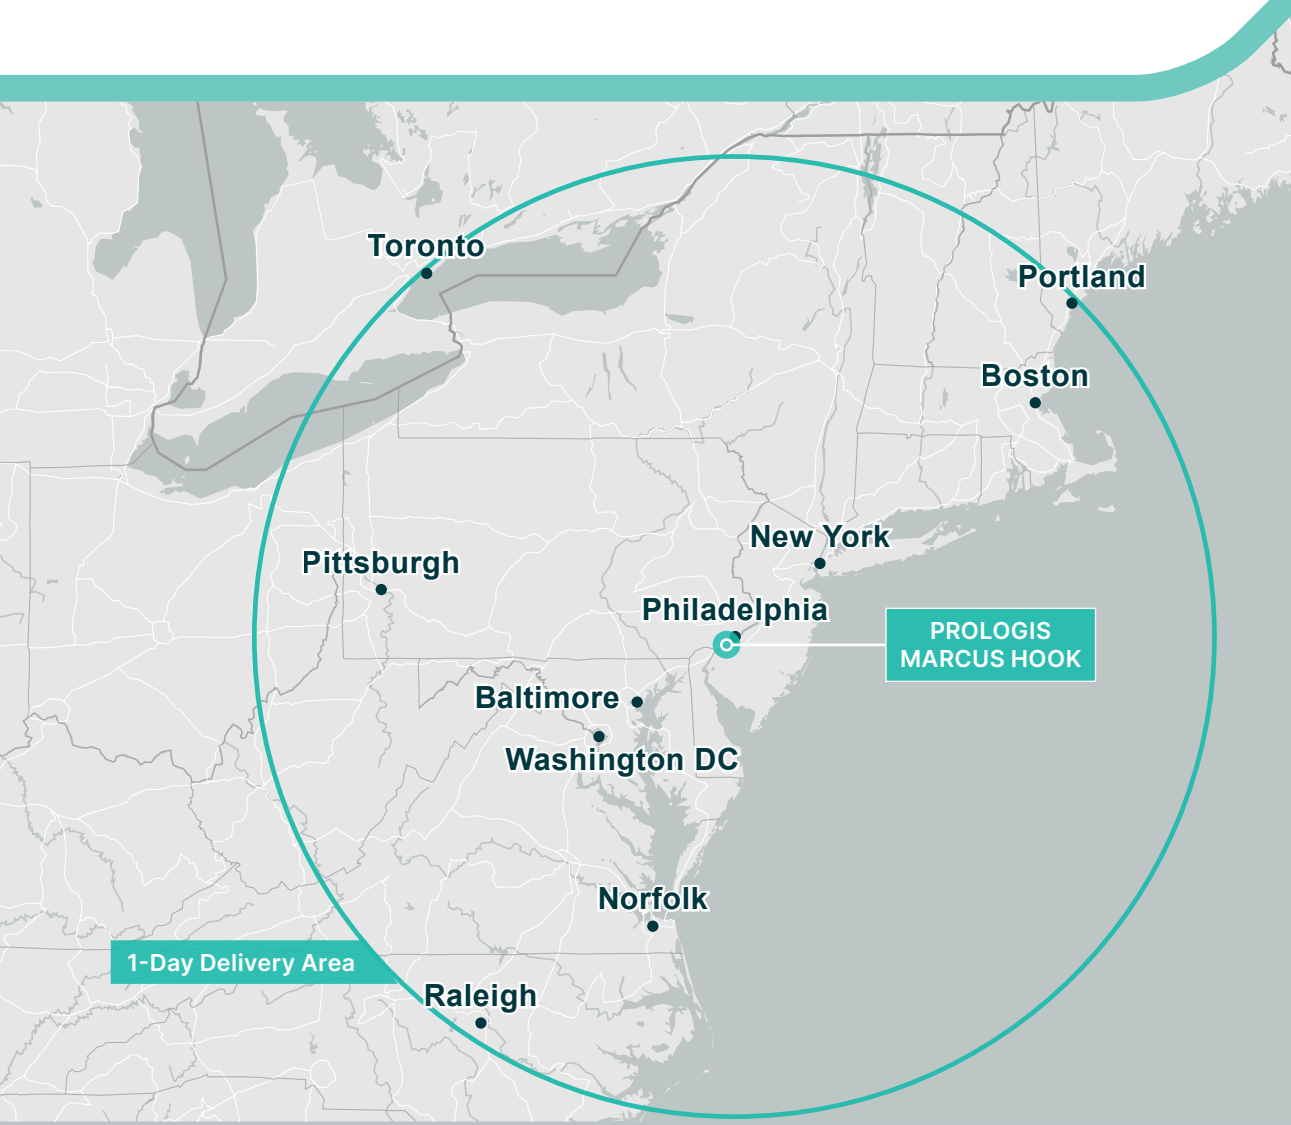 Toronto
Portland
Boston
New York
Pittsburgh
Philadelphia
PROLOGIS
MARCUS HOOK
Baltimore
Washington DC
Norfolk
1-Day Delivery Area
Raleigh